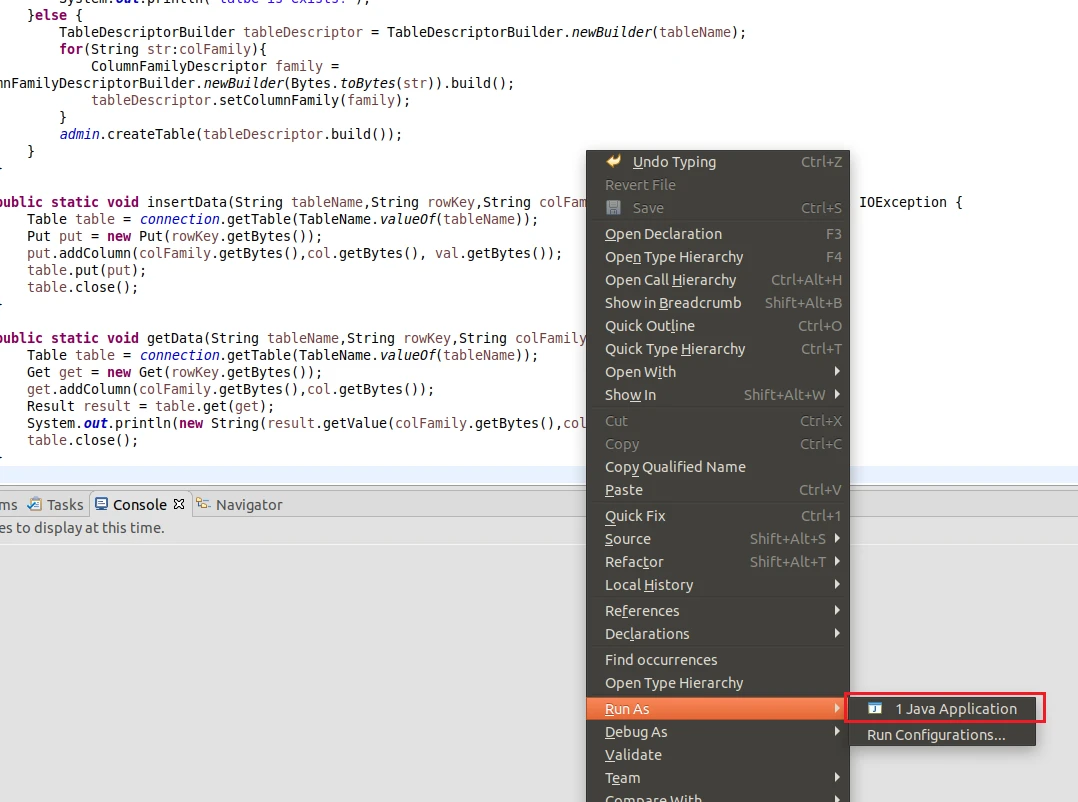 }else {
TableDescriptorBuilder tableDescriptor = TableDescriptorBuilder.newBuilder(tableName);
for(String str:colFamily){
ColumnFamilyDescriptor family =
nFamilyDescriptorBuilder.newBuilder(Bytes.toBytes(str)).build();
tableDescriptor.setColumnFamily(family);
}
admin.createTable(tableDescriptor.build());
}
public static void insertData(String tableName,String rowKey,String colFam IOException {
Table table = connection.getTable(TableName.valueOf(tableName));
Put put = new Put(rowKey.getBytes());
put.addColumn(colFamily.getBytes(),col.getBytes(), val.getBytes());
table.put(put);
table.close();
public static void getData(String tableName,String rowKey,String colFamily
Table table = connection.getTable(TableName.valueOf(tableName));
Get get = new Get(rowKey.getBytes());
get.addColumn(colFamily.getBytes(),col.getBytes());
Result result = table.get(get);
System.out.println(new String(result.getValue(colFamily.getBytes(),col
table.close();
ms Tasks Console Navigator
es to display at this time.
Undo Typing Ctrl+Z
Revert File
Save Ctrl+S
Open Declaration F3
Open Type Hierarchy F4
Open Call Hierarchy Ctrl+Alt+H
Show in Breadcrumb Shift+Alt+B
Quick Outline Ctrl+O
Quick Type Hierarchy Ctrl+T
Open With
Show In Shift+Alt+W
Cut Ctrl+X
Copy Ctrl+C
Copy Qualified Name
Paste Ctrl+V
Quick Fix Ctrl+1
Source Shift+Alt+S
Refactor Shift+Alt+T
Local History
References
Declarations
Find occurrences
Open Type Hierarchy
Run As
Debug As
Validate
Team
Compare With
1 Java Application
Run Configurations...